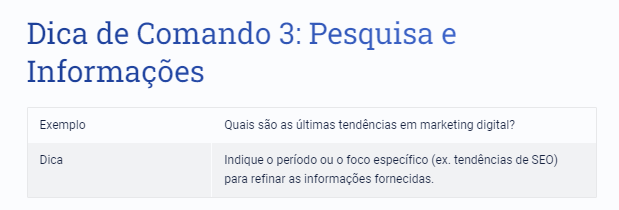 Dica de Comando 3: Pesquisa e
Informações
Exemplo
Quais são as últimas tendências em marketing digital?
Dica
Indique o período ou o foco específico (ex. tendências de SEO)
para refinar as informações fornecidas.